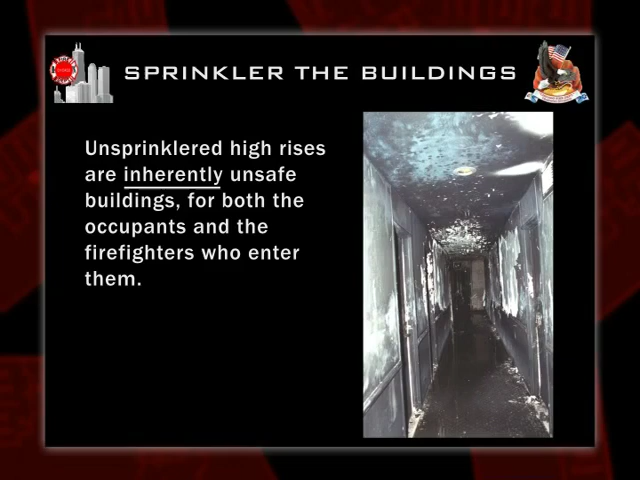 SPRINKLER THE BUILDINGS
Unsprinklered high rises
are inherently unsafe
buildings, for both the
occupants and the
firefighters who enter
them.